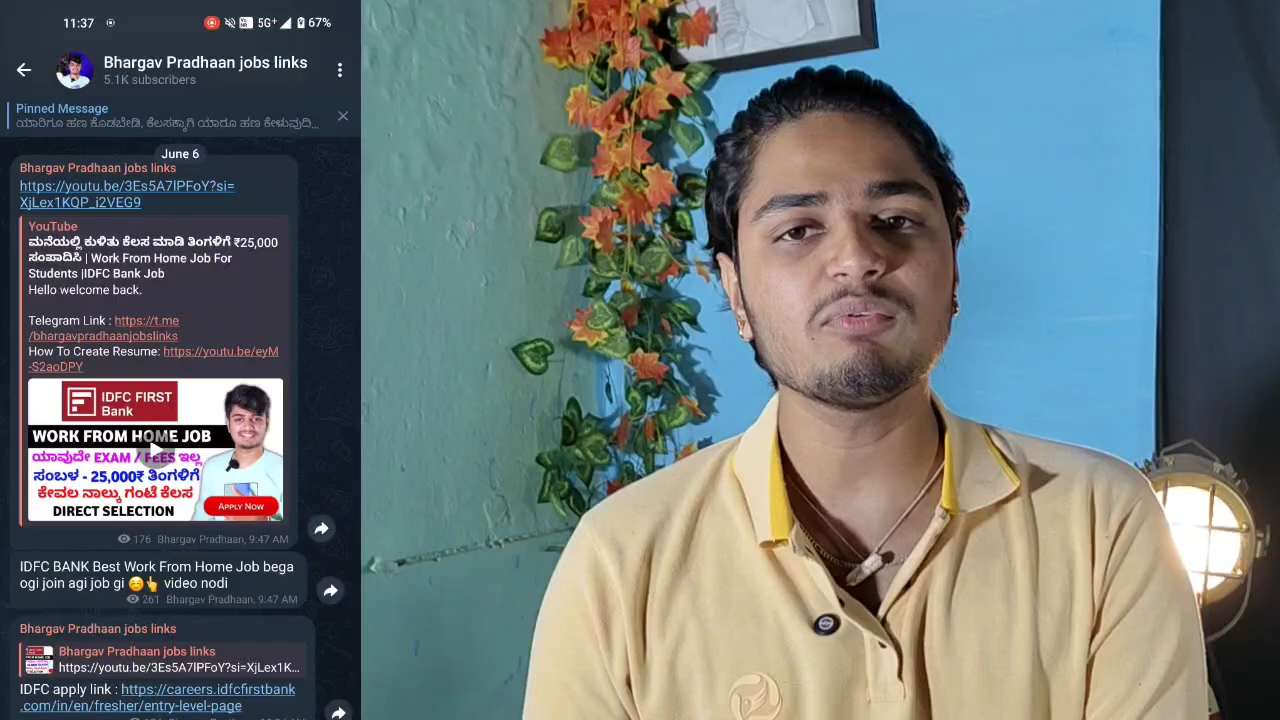 11:37
5G+
67%
Bhargav Pradhaan jobs links
5.1K subscribers
Pinned Message
ಯಾರಿಗೂ ಹಣ ಕೊಡಬೇಡಿ, ಕೆಲಸಕ್ಕಾಗಿ ಯಾರೂ ಹಣ ಕೇಳುವುದಿ...
June 6
Bhargav Pradhaan jobs links
https://youtu.be/3Es5A7lPFoY?si=
XjLex1KQP_i2VEG9
YouTube
ಮನೆಯಲ್ಲಿ ಕುಳಿತು ಕೆಲಸ ಮಾಡಿ ತಿಂಗಳಿಗೆ ₹25,000
ಸಂಪಾದಿಸಿ | Work From Home Job For
Students |IDFC Bank Job
Hello welcome back.
Telegram Link : https://t.me
/bhargavpradhaanjobslinks
How To Create Resume: https://youtu.be/eyM
-S2aoDPY
IDFC FIRST
Bank
WORK FROM HOME JOB
ಯಾವುದೇ EXAM / FEES ಇಲ್ಲ
ಸಂಬಳ - 25,000₹ ತಿಂಗಳಿಗೆ
ಕೇವಲ ನಾಲ್ಕು ಗಂಟೆ ಕೆಲಸ
DIRECT SELECTION
APPLY NOW
176 Bhargav Pradhaan, 9:47 AM
IDFC BANK Best Work From Home Job bega
ogi join agi job gi ☺️👆 video nodi
261 Bhargav Pradhaan, 9:47 AM
Bhargav Pradhaan jobs links
Bhargav Pradhaan jobs links
https://youtu.be/3Es5A7lPFoY?si=XjLex1K...
IDFC apply link : https://careers.idfcfirstbank
.com/in/en/fresher/entry-level-page